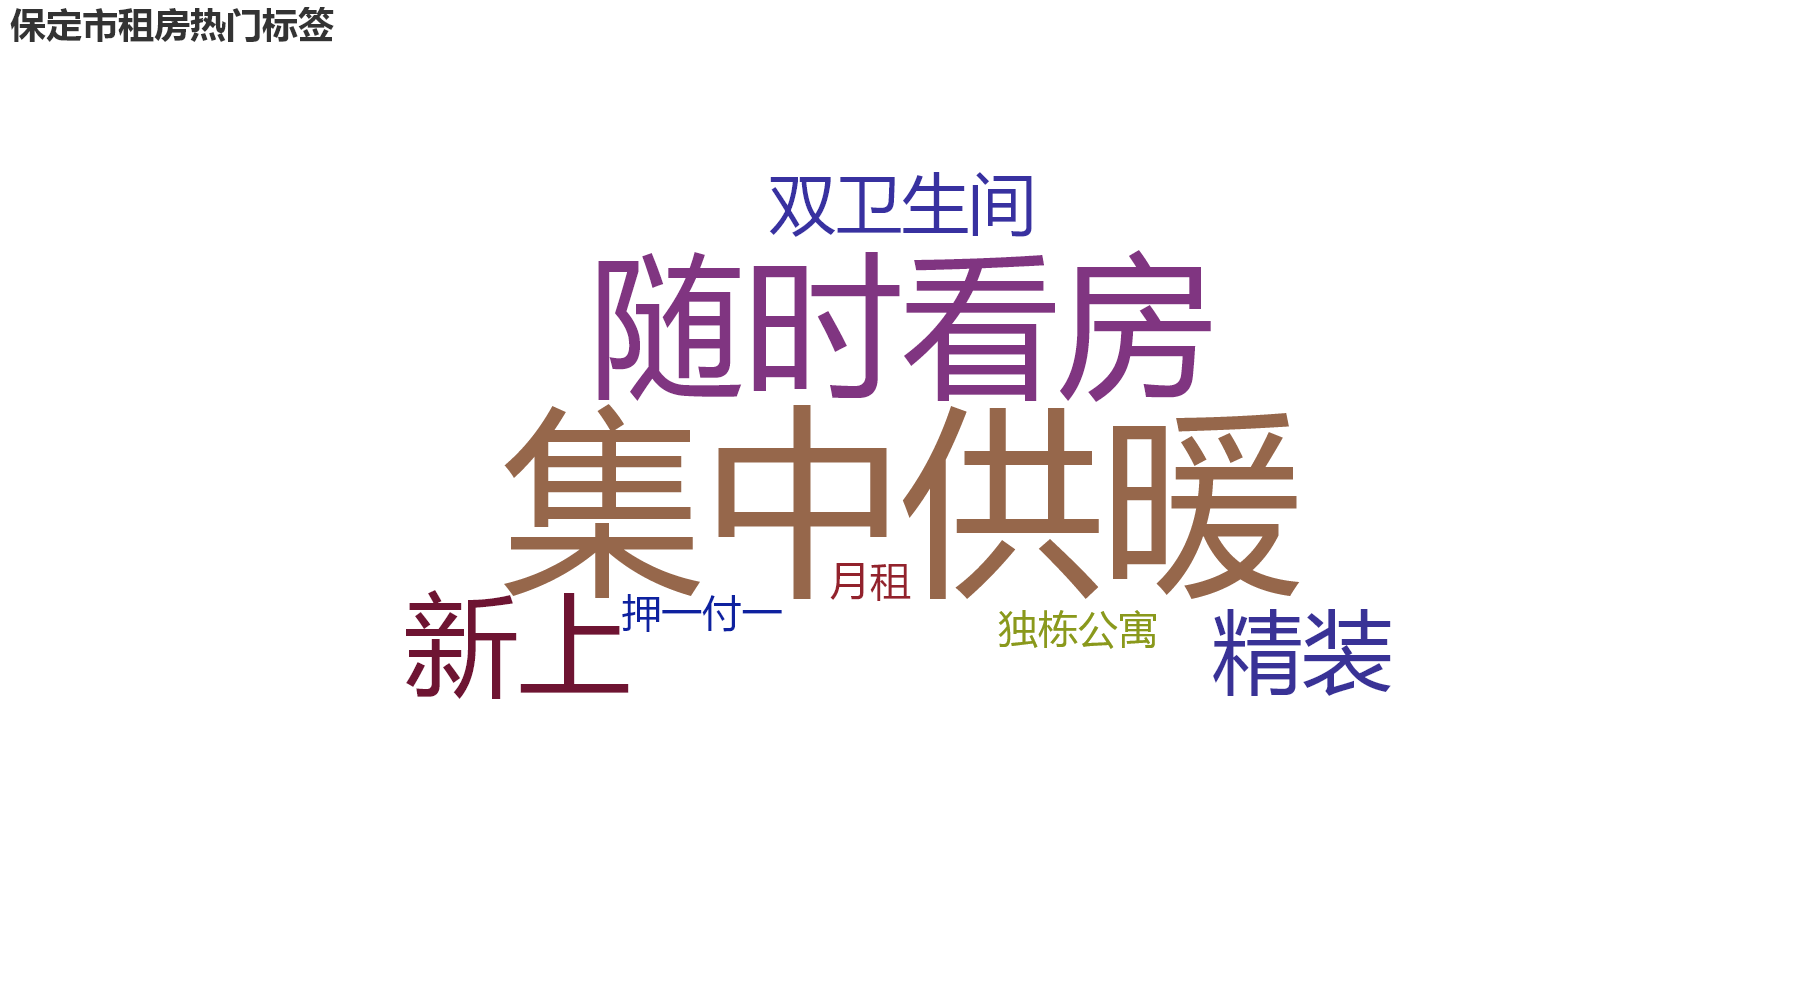 保定市租房热门标签
双卫生间
随时看房
集中供暖
月租
新上
押一付一
独栋公寓
精装